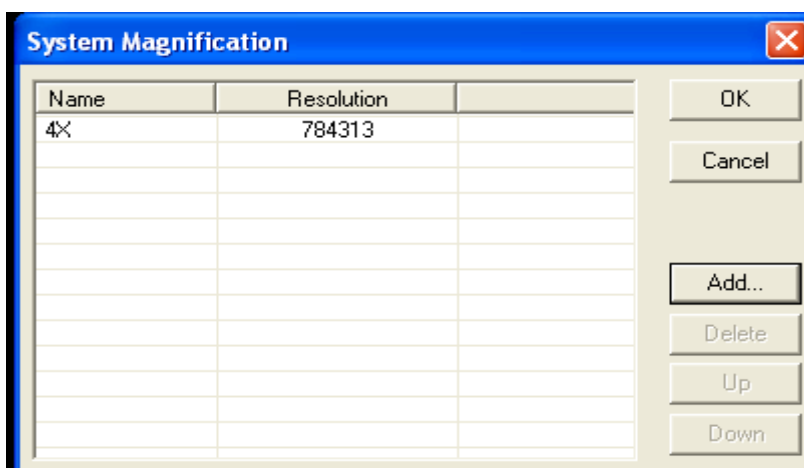 System Magnification
Name Resolution
4X 784313
OK
Cancel
Add...
Delete
Up
Down